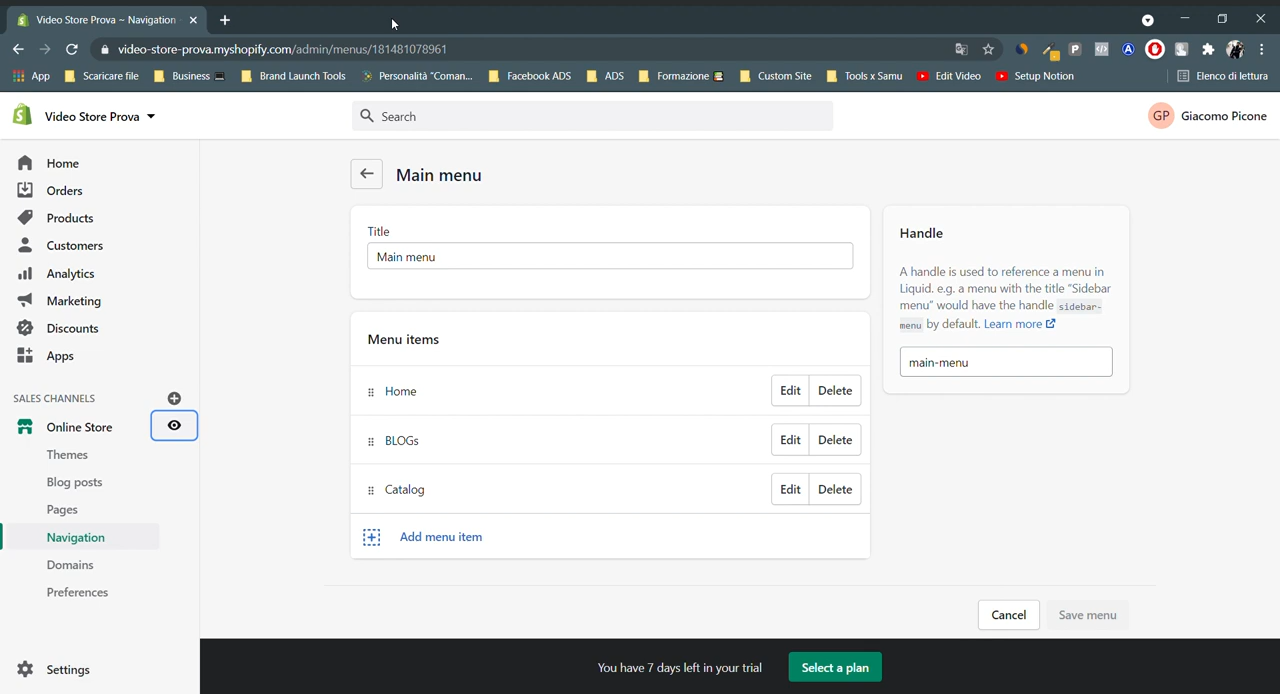 Video Store Prova ~ Navigation
video-store-prova.myshopify.com/admin/menus/181481078961
App
Scaricare file
Business
Brand Launch Tools
Personalità "Coman...
Facebook ADS
ADS
Formazione
Custom Site
Tools x Samu
Edit Video
Setup Notion
Elenco di lettura
Video Store Prova
Search
GP
Giacomo Picone
Home
Orders
Products
Customers
Analytics
Marketing
Discounts
Apps
SALES CHANNELS
Online Store
Themes
Blog posts
Pages
Navigation
Domains
Preferences
Settings
Main menu
Title
Main menu
Menu items
Home
Edit
Delete
BLOGs
Edit
Delete
Catalog
Edit
Delete
Add menu item
Handle
A handle is used to reference a menu in
Liquid. e.g. a menu with the title "Sidebar
menu" would have the handle sidebar-
menu by default. Learn more
main-menu
Cancel
Save menu
You have 7 days left in your trial
Select a plan